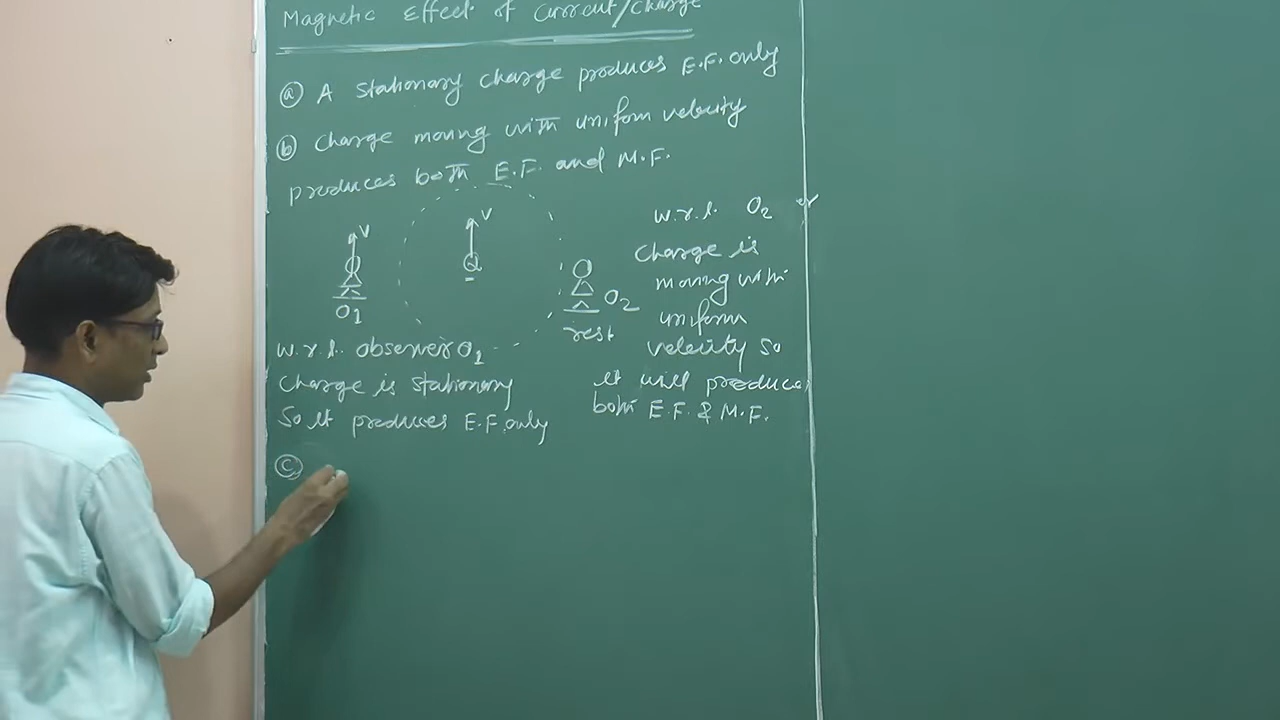 Magnetic Effect of Current/Charge
(a) A stationary charge produces E.F. only
(b) Charge moving with uniform velocity
produces both E.F. and M.F.
V
Q
V
O1
O2
rest
w.r.t. observer O1
Charge is stationary
So it produces E.F. only
w.r.t. O2
Charge is
moving with
uniform
velocity so
it will produces
both E.F. & M.F.
(c)